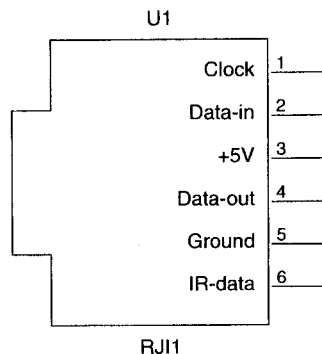 U1
Clock 1
Data-in 2
+5V 3
Data-out 4
Ground 5
IR-data 6
RJI1